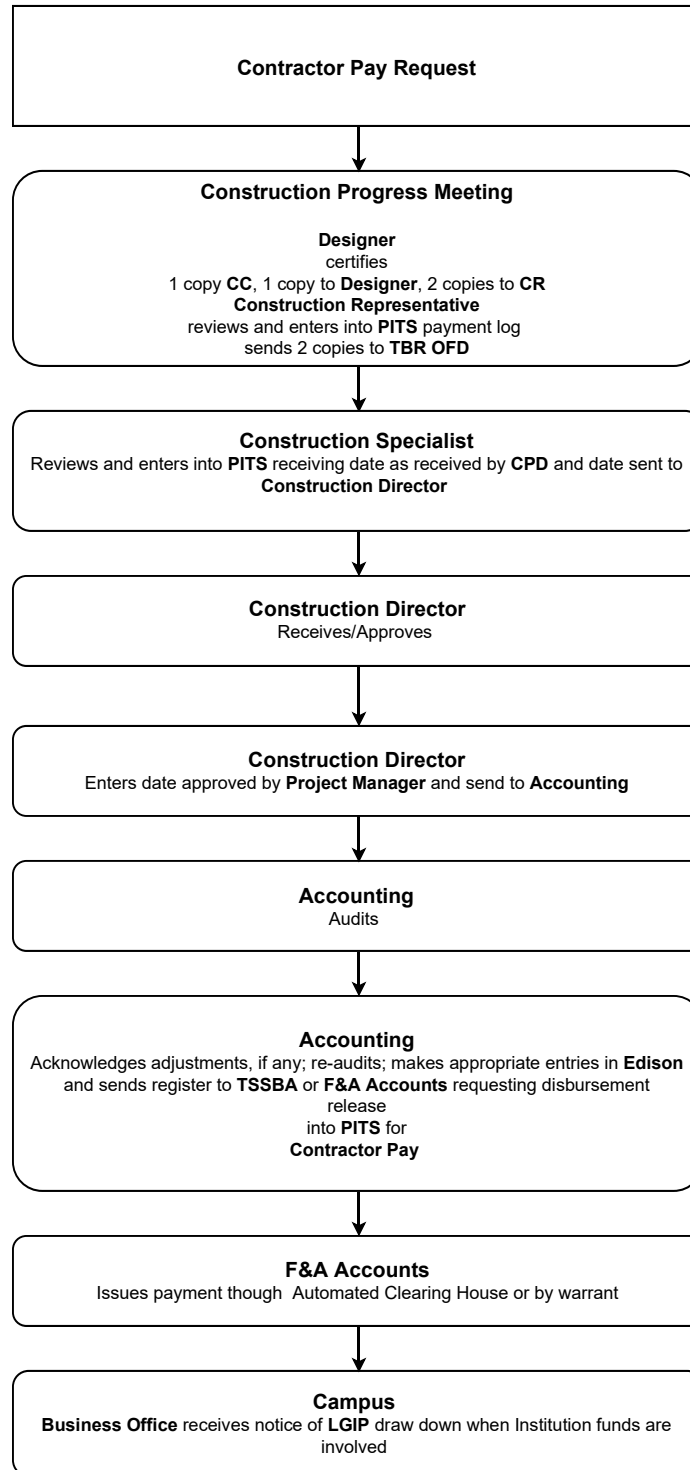 Contractor Pay Request
Construction Progress Meeting
Designer
certifies
1 copy CC, 1 copy to Designer, 2 copies to CR
Construction Representative
reviews and enters into PITS payment log
sends 2 copies to TBR OFD
Construction Specialist
Reviews and enters into PITS receiving date as received by CPD and date sent to
Construction Director
Construction Director
Receives/Approves
Construction Director
Enters date approved by Project Manager and send to Accounting
Accounting
Audits
Accounting
Acknowledges adjustments, if any; re-audits; makes appropriate entries in Edison
and sends register to TSSBA or F&A Accounts requesting disbursement
release
into PITS for
Contractor Pay
F&A Accounts
Issues payment though Automated Clearing House or by warrant
Campus
Business Office receives notice of LGIP draw down when Institution funds are
involved